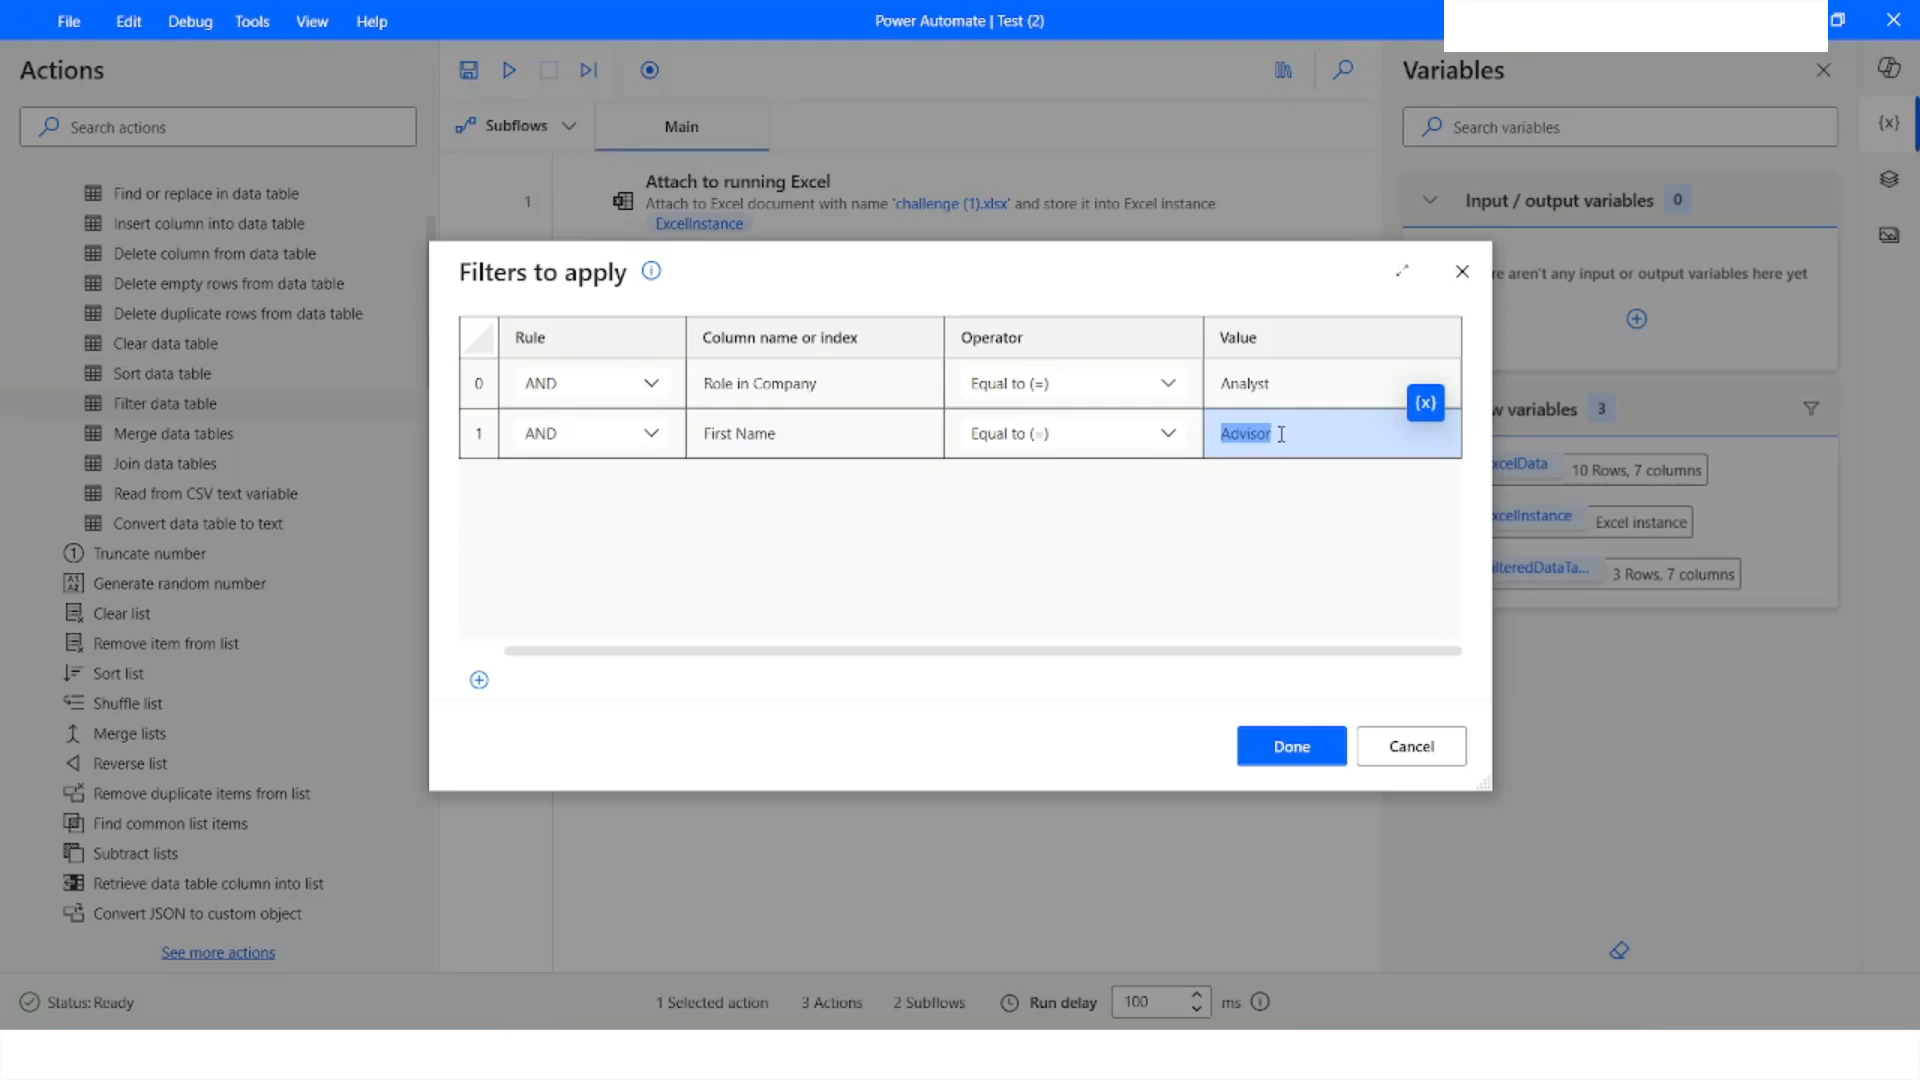 File Edit Debug Tools View Help
Power Automate | Test (2)
Actions
Search actions
Find or replace in data table
Insert column into data table
Delete column from data table
Delete empty rows from data table
Delete duplicate rows from data table
Clear data table
Sort data table
Filter data table
Merge data tables
Join data tables
Read from CSV text variable
Convert data table to text
Truncate number
Generate random number
Clear list
Remove item from list
Sort list
Shuffle list
Merge lists
Reverse list
Remove duplicate items from list
Find common list items
Subtract lists
Retrieve data table column into list
Convert JSON to custom object
See more actions
Subflows
Main
1
Attach to running Excel
Attach to Excel document with name 'challenge (1).xlsx' and store it into Excel instance
ExcelInstance
Filters to apply
Rule Column name or index Operator Value
0 AND Role in Company Equal to (=) Analyst
{x}
1 AND First Name Equal to (=) Advisor
Done Cancel
Variables
{x}
Search variables
Input / output variables 0
re aren't any input or output variables here yet
w variables 3
xcelData 10 Rows, 7 columns
xcelInstance Excel instance
lteredDataTa... 3 Rows, 7 columns
Status: Ready
1 Selected action 3 Actions 2 Subflows Run delay 100 ms